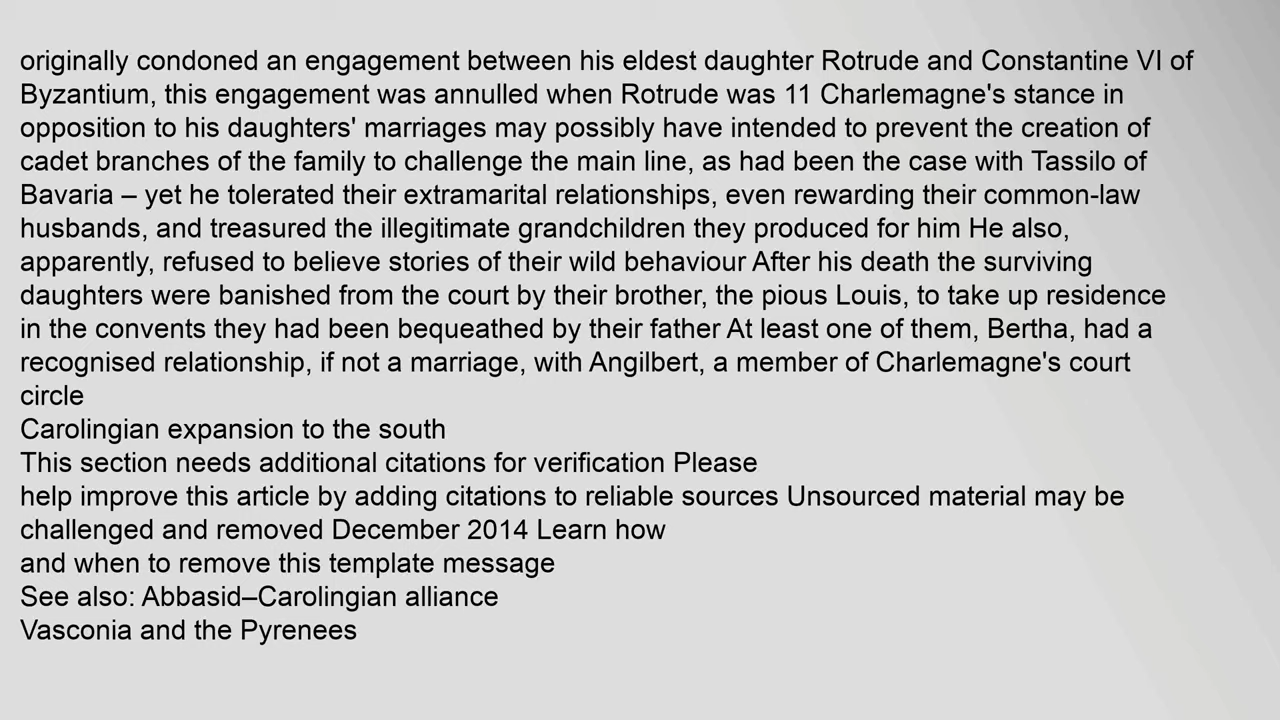 originally condoned an engagement between his eldest daughter Rotrude and Constantine VI of
Byzantium, this engagement was annulled when Rotrude was 11 Charlemagne's stance in
opposition to his daughters' marriages may possibly have intended to prevent the creation of
cadet branches of the family to challenge the main line, as had been the case with Tassilo of
Bavaria – yet he tolerated their extramarital relationships, even rewarding their common-law
husbands, and treasured the illegitimate grandchildren they produced for him He also,
apparently, refused to believe stories of their wild behaviour After his death the surviving
daughters were banished from the court by their brother, the pious Louis, to take up residence
in the convents they had been bequeathed by their father At least one of them, Bertha, had a
recognised relationship, if not a marriage, with Angilbert, a member of Charlemagne's court
circle
Carolingian expansion to the south
This section needs additional citations for verification Please
help improve this article by adding citations to reliable sources Unsourced material may be
challenged and removed December 2014 Learn how
and when to remove this template message
See also: Abbasid–Carolingian alliance
Vasconia and the Pyrenees